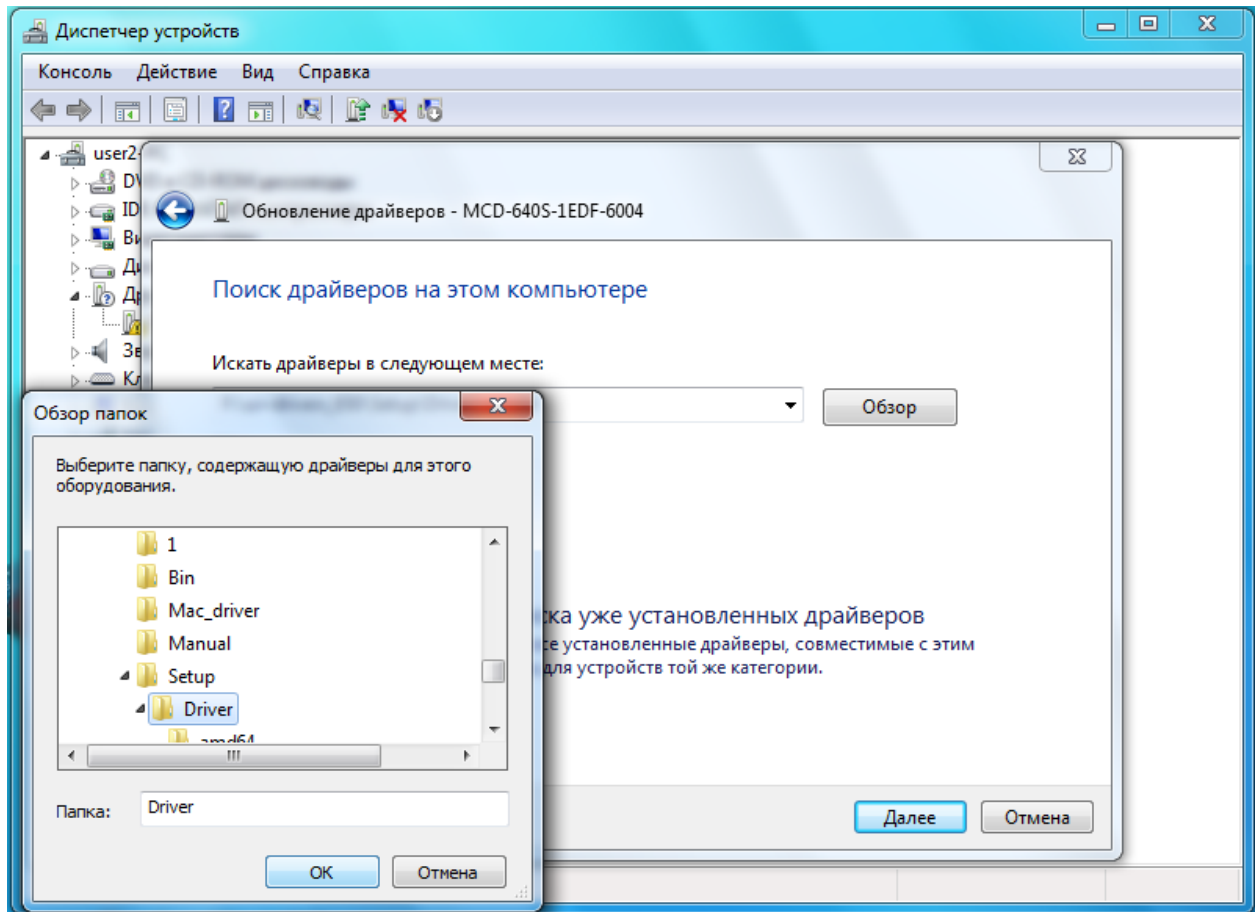 Диспетчер устройств
Консоль Действие Вид Справка
user2-
Обновление драйверов - MCD-640S-1EDF-6004
Поиск драйверов на этом компьютере
Искать драйверы в следующем месте:
Обзор
ка уже установленных драйверов
се установленные драйверы, совместимые с этим
для устройств той же категории.
Далее
Отмена
Обзор папок
Выберите папку, содержащую драйверы для этого
оборудования.
1
Bin
Mac_driver
Manual
Setup
Driver
amd64
Папка:
Driver
OK
Отмена